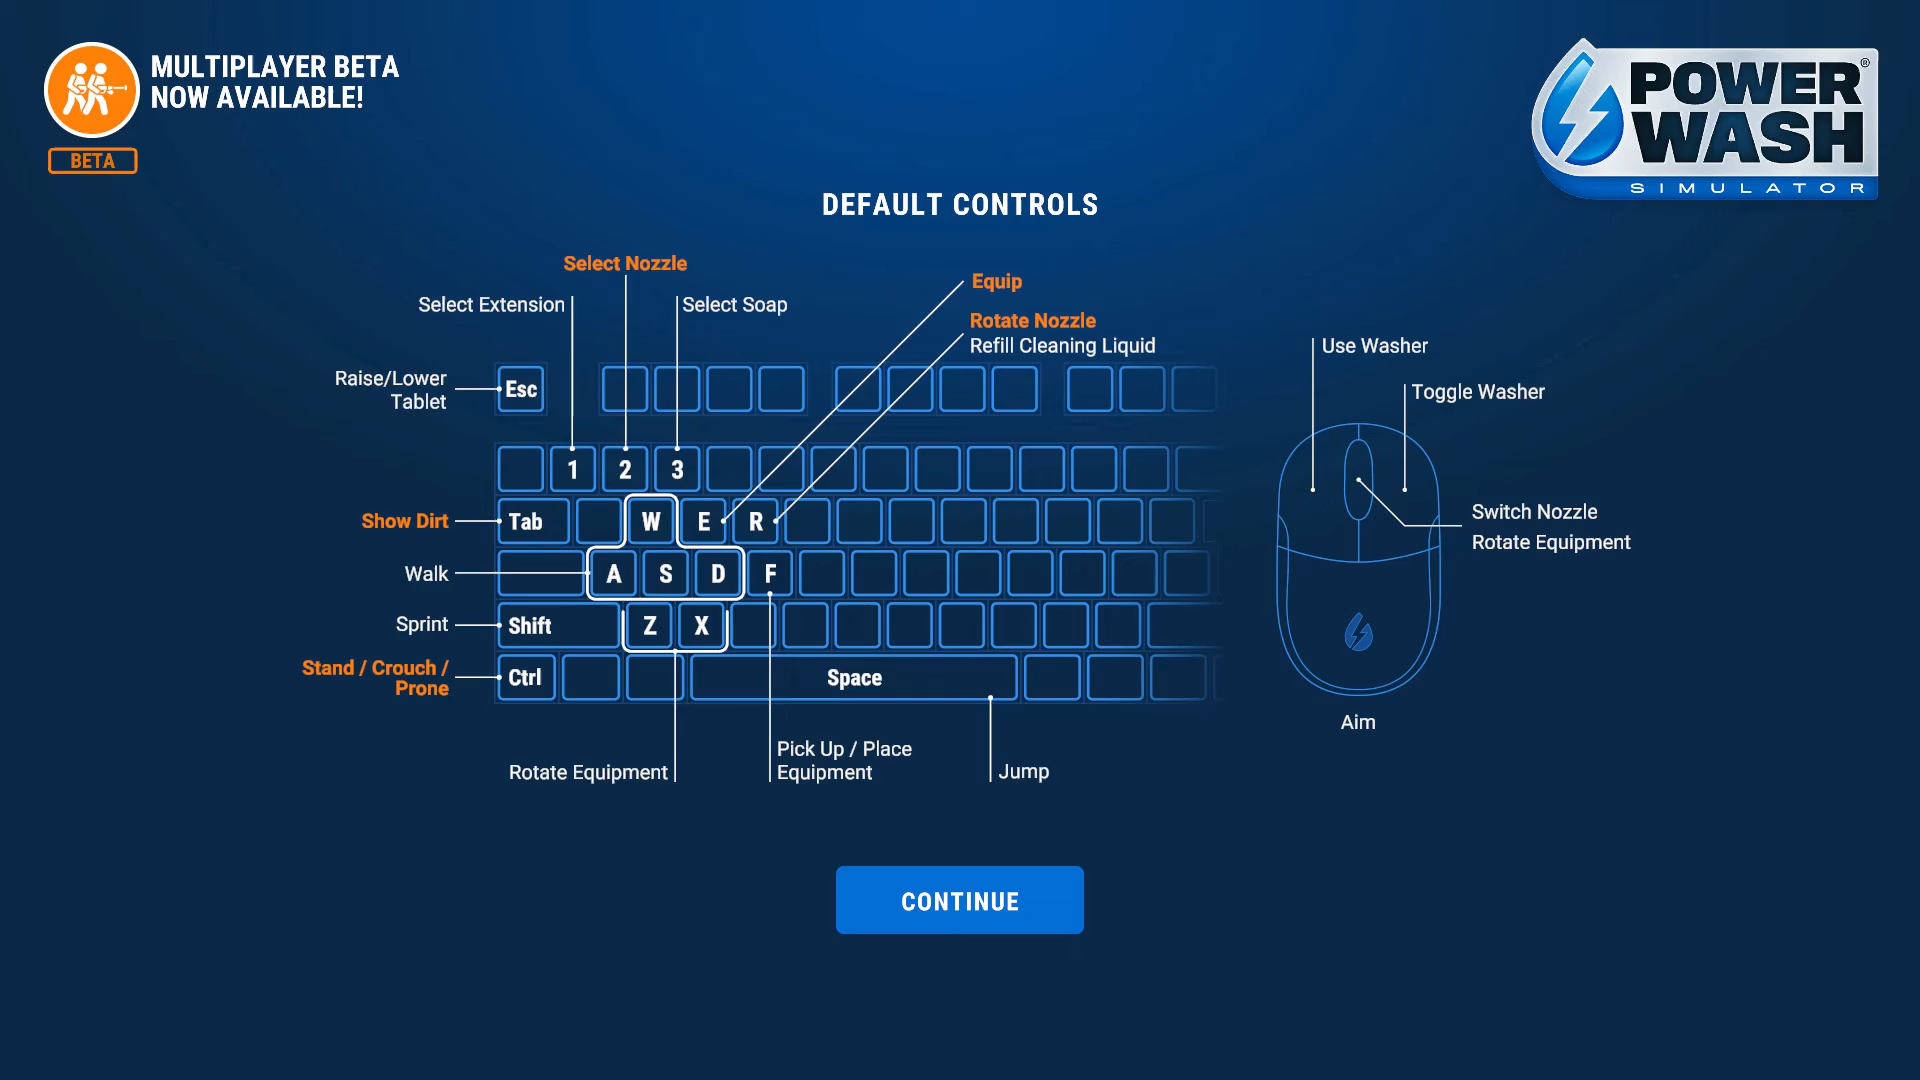 MULTIPLAYER BETA
NOW AVAILABLE!
BETA
POWER®
WASH
SIMULATOR
DEFAULT CONTROLS
Select Nozzle
Select Extension
Select Soap
Equip
Rotate Nozzle
Refill Cleaning Liquid
Raise/Lower
Tablet
Esc
1 2 3
Show Dirt
Tab W E R
Walk
A S D F
Sprint
Shift Z X
Stand / Crouch /
Prone
Ctrl Space
Rotate Equipment
Pick Up / Place
Equipment
Jump
Use Washer
Toggle Washer
Switch Nozzle
Rotate Equipment
Aim
CONTINUE